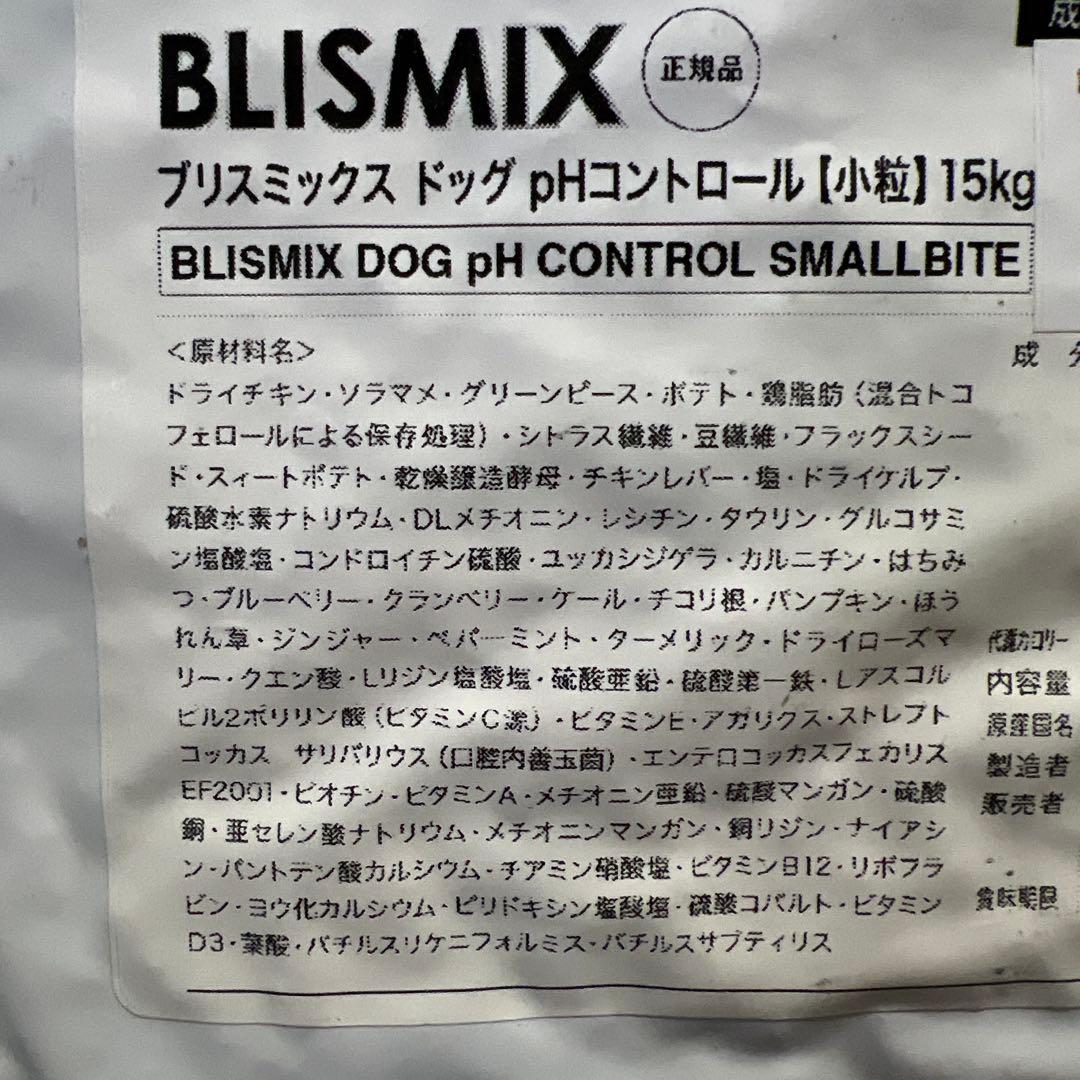 BLISMIX
正規品
ブリスミックス ドッグ pHコントロール【小粒】15kg
BLISMIX DOG pH CONTROL SMALLBITE
<原材料名>
ドライチキン・ソラマメ・グリーンピース・ポテト・鶏脂肪（混合トコ
フェロールによる保存処理）・シトラス繊維・豆繊維・フラックスシー
ド・スィートポテト・乾燥醸造酵母・チキンレバー・塩・ドライケルプ・
硫酸水素ナトリウム・DLメチオニン・レシチン・タウリン・グルコサミ
ン塩酸塩・コンドロイチン硫酸・ユッカシジゲラ・カルニチン・はちみ
つ・ブルーベリー・クランベリー・ケール・チコリ根・パンプキン・ほう
れん草・ジンジャー・ペパーミント・ターメリック・ドライローズマ
リー・クエン酸・Lリジン塩酸塩・硫酸亜鉛・硫酸第一鉄・Lアスコル
ビル2ポリリン酸（ビタミンC源）・ビタミンE・アガリクス・ストレプト
コッカス サリバリウス（口腔内善玉菌）・エンテロコッカスフェカリス
EF2001・ビオチン・ビタミンA・メチオニン亜鉛・硫酸マンガン・硫酸
銅・亜セレン酸ナトリウム・メチオニンマンガン・銅リジン・ナイアシ
ン・パントテン酸カルシウム・チアミン硝酸塩・ビタミンB12・リボフラ
ビン・ヨウ化カルシウム・ピリドキシン塩酸塩・硫酸コバルト・ビタミン
D3・葉酸・バチルスリケニフォルミス・バチルスサブティリス
成
成 分
代謝カロリー
内容量
原産国名
製造者
販売者
賞味期限